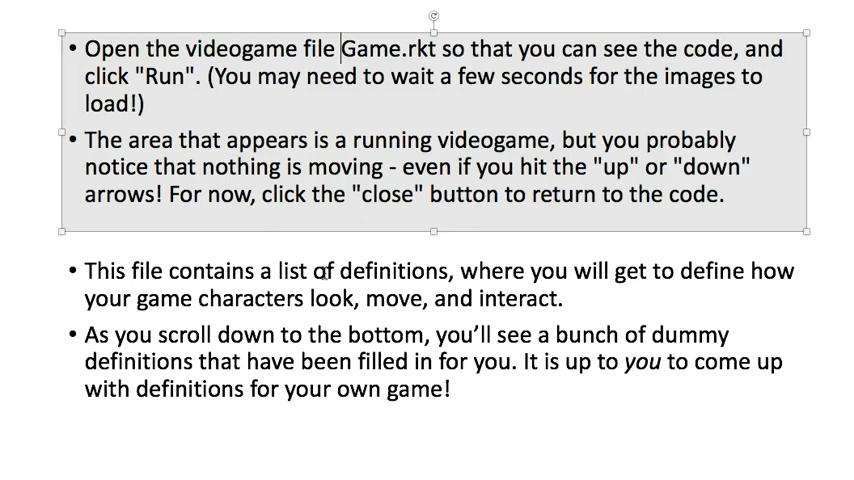 • Open the videogame file Game.rkt so that you can see the code, and
click "Run". (You may need to wait a few seconds for the images to
load!)
• The area that appears is a running videogame, but you probably
notice that nothing is moving - even if you hit the "up" or "down"
arrows! For now, click the "close" button to return to the code.
• This file contains a list of definitions, where you will get to define how
your game characters look, move, and interact.
• As you scroll down to the bottom, you’ll see a bunch of dummy
definitions that have been filled in for you. It is up to you to come up
with definitions for your own game!